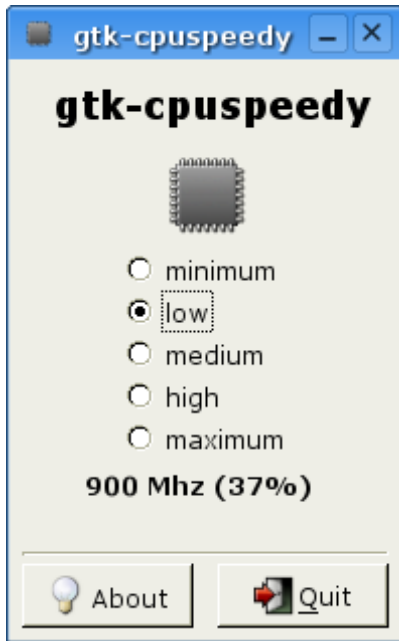 gtk-cpuspeedy
gtk-cpuspeedy
minimum
low
medium
high
maximum
900 Mhz (37%)
About
Quit